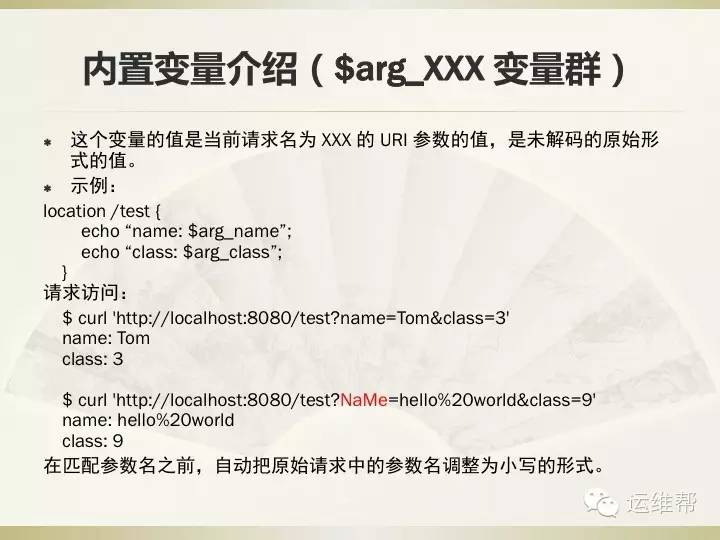 内置变量介绍（$arg_XXX 变量群）
* 这个变量的值是当前请求名为 XXX 的 URI 参数的值，是未解码的原始形
式的值。
* 示例：
location /test {
echo “name: $arg_name”;
echo “class: $arg_class”;
}
请求访问：
$ curl 'http://localhost:8080/test?name=Tom&class=3'
name: Tom
class: 3
$ curl 'http://localhost:8080/test?NaMe=hello%20world&class=9'
name: hello%20world
class: 9
在匹配参数名之前，自动把原始请求中的参数名调整为小写的形式。
运维帮